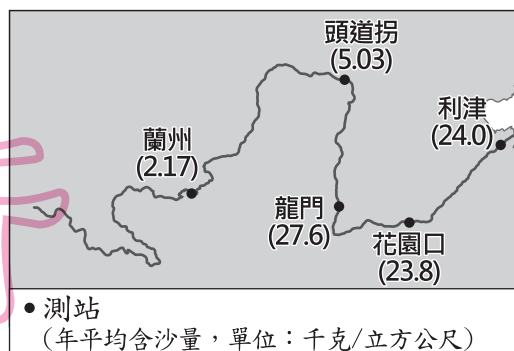 頭道拐
(5.03)
利津
(24.0)
蘭州
(2.17)
龍門
(27.6)
花園口
(23.8)
•測站
（年平均含沙量，單位：千克/立方公尺）